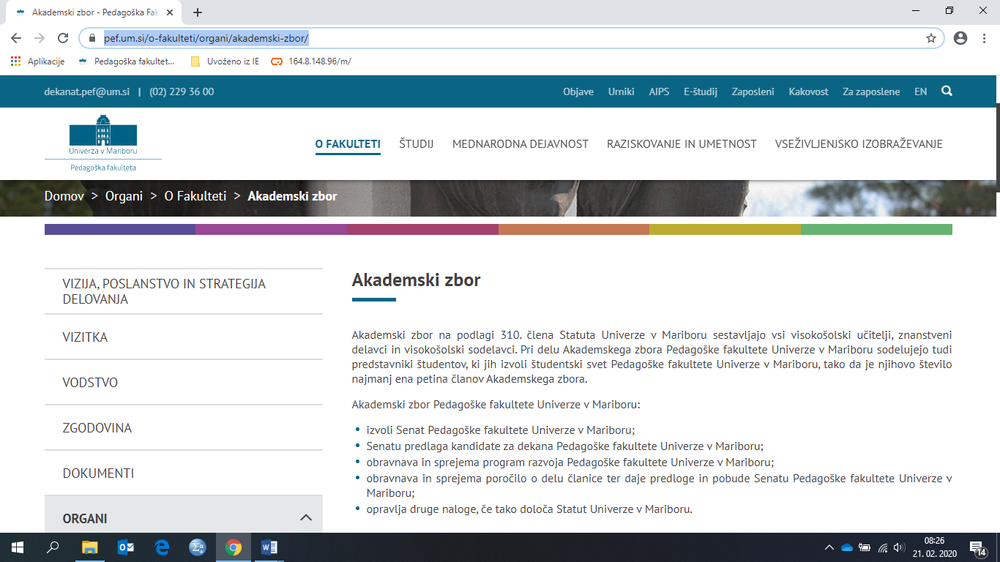 Akademski zbor - Pedagoška Fak
pef.um.si/o-fakulteti/organi/akademski-zbor/
Aplikacije Pedagoška fakultet... Uvoženo iz IE 164.8.148.96/m/
dekanat.pef@um.si | (02) 229 36 00 Objave Urniki AIPS E-študij Zaposleni Kakovost Za zaposlene EN
Univerza v Mariboru
Pedagoška fakulteta
O FAKULTETI ŠTUDIJ MEDNARODNA DEJAVNOST RAZISKOVANJE IN UMETNOST VSEŽIVLJENJSKO IZOBRAŽEVANJE
Domov > Organi > O Fakulteti > Akademski zbor
VIZIJA, POSLANSTVO IN STRATEGIJA
DELOVANJA
VIZITKA
VODSTVO
ZGODOVINA
DOKUMENTI
ORGANI
Akademski zbor
Akademski zbor na podlagi 310. člena Statuta Univerze v Mariboru sestavljajo vsi visokošolski učitelji, znanstveni
delavci in visokošolski sodelavci. Pri delu Akademskega zbora Pedagoške fakultete Univerze v Mariboru sodelujejo tudi
predstavniki študentov, ki jih izvoli študentski svet Pedagoške fakultete Univerze v Mariboru, tako da je njihovo število
najmanj ena petina članov Akademskega zbora.
Akademski zbor Pedagoške fakultete Univerze v Mariboru:
• izvoli Senat Pedagoške fakultete Univerze v Mariboru;
• Senatu predlaga kandidate za dekana Pedagoške fakultete Univerze v Mariboru;
• obravnava in sprejema program razvoja Pedagoške fakultete Univerze v Mariboru;
• obravnava in sprejema poročilo o delu članice ter daje predloge in pobude Senatu Pedagoške fakultete Univerze v
Mariboru;
• opravlja druge naloge, če tako določa Statut Univerze v Mariboru.
08:26
21. 02. 2020
14